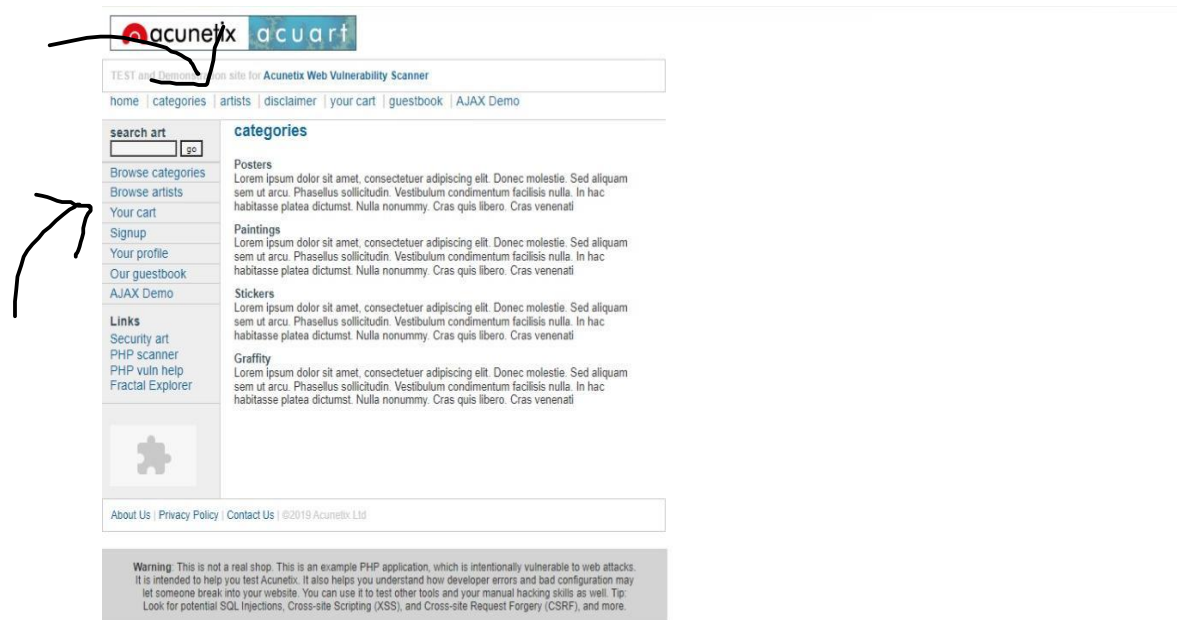 acunetix acuart
TEST and Demonstration site for Acunetix Web Vulnerability Scanner
home | categories | artists | disclaimer | your cart | guestbook | AJAX Demo
search art
go
Browse categories
Browse artists
Your cart
Signup
Your profile
Our guestbook
AJAX Demo
Links
Security art
PHP scanner
PHP vuln help
Fractal Explorer
categories
Posters
Lorem ipsum dolor sit amet, consectetuer adipiscing elit. Donec molestie. Sed aliquam
sem ut arcu. Phasellus sollicitudin. Vestibulum condimentum facilisis nulla. In hac
habitasse platea dictumst. Nulla nonummy. Cras quis libero. Cras venenati
Paintings
Lorem ipsum dolor sit amet, consectetuer adipiscing elit. Donec molestie. Sed aliquam
sem ut arcu. Phasellus sollicitudin. Vestibulum condimentum facilisis nulla. In hac
habitasse platea dictumst. Nulla nonummy. Cras quis libero. Cras venenati
Stickers
Lorem ipsum dolor sit amet, consectetuer adipiscing elit. Donec molestie. Sed aliquam
sem ut arcu. Phasellus sollicitudin. Vestibulum condimentum facilisis nulla. In hac
habitasse platea dictumst. Nulla nonummy. Cras quis libero. Cras venenati
Graffity
Lorem ipsum dolor sit amet, consectetuer adipiscing elit. Donec molestie. Sed aliquam
sem ut arcu. Phasellus sollicitudin. Vestibulum condimentum facilisis nulla. In hac
habitasse platea dictumst. Nulla nonummy. Cras quis libero. Cras venenati
About Us | Privacy Policy | Contact Us | ©2019 Acunetix Ltd
Warning: This is not a real shop. This is an example PHP application, which is intentionally vulnerable to web attacks.
It is intended to help you test Acunetix. It also helps you understand how developer errors and bad configuration may
let someone break into your website. You can use it to test other tools and your manual hacking skills as well. Tip:
Look for potential SQL Injections, Cross-site Scripting (XSS), and Cross-site Request Forgery (CSRF), and more.